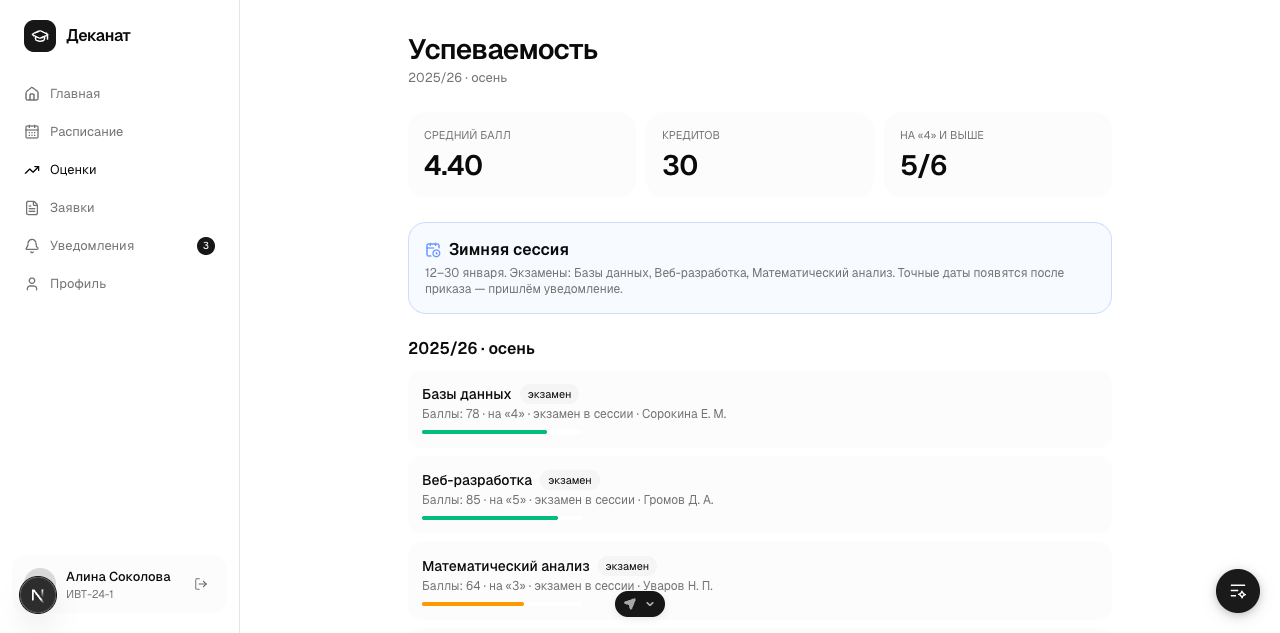 Деканат
Главная
Расписание
Оценки
Заявки
Уведомления 3
Профиль
Алина Соколова
ИВТ-24-1
N
Успеваемость
2025/26 · осень
СРЕДНИЙ БАЛЛ
4.40
КРЕДИТОВ
30
НА «4» И ВЫШЕ
5/6
Зимняя сессия
12–30 января. Экзамены: Базы данных, Веб-разработка, Математический анализ. Точные даты появятся после
приказа — пришлём уведомление.
2025/26 · осень
Базы данных экзамен
Баллы: 78 · на «4» · экзамен в сессии · Сорокина Е. М.
Веб-разработка экзамен
Баллы: 85 · на «5» · экзамен в сессии · Громов Д. А.
Математический анализ экзамен
Баллы: 64 · на «3» · экзамен в сессии · Уваров Н. П.